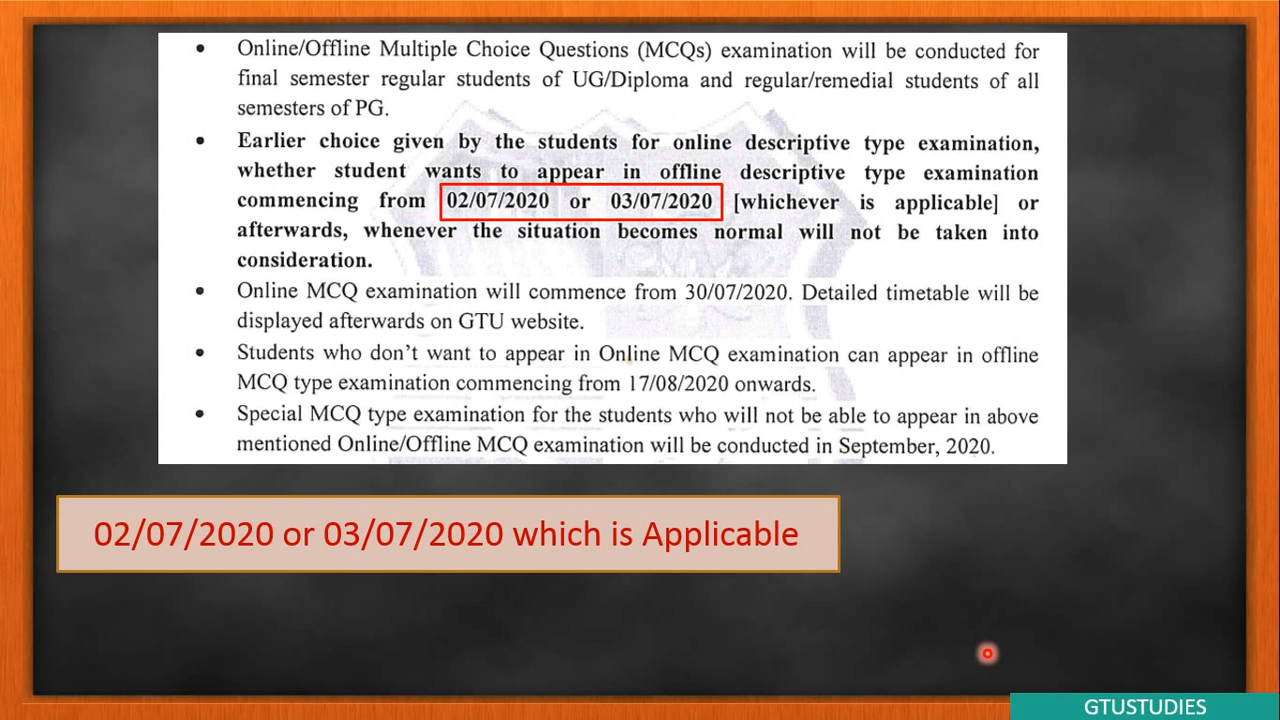 • Online/Offline Multiple Choice Questions (MCQs) examination will be conducted for
final semester regular students of UG/Diploma and regular/remedial students of all
semesters of PG.
• Earlier choice given by the students for online descriptive type examination,
whether student wants to appear in offline descriptive type examination
commencing from 02/07/2020 or 03/07/2020 [whichever is applicable] or
afterwards, whenever the situation becomes normal will not be taken into
consideration.
• Online MCQ examination will commence from 30/07/2020. Detailed timetable will be
displayed afterwards on GTU website.
• Students who don't want to appear in Online MCQ examination can appear in offline
MCQ type examination commencing from 17/08/2020 onwards.
• Special MCQ type examination for the students who will not be able to appear in above
mentioned Online/Offline MCQ examination will be conducted in September, 2020.
02/07/2020 or 03/07/2020 which is Applicable
GTUSTUDIES